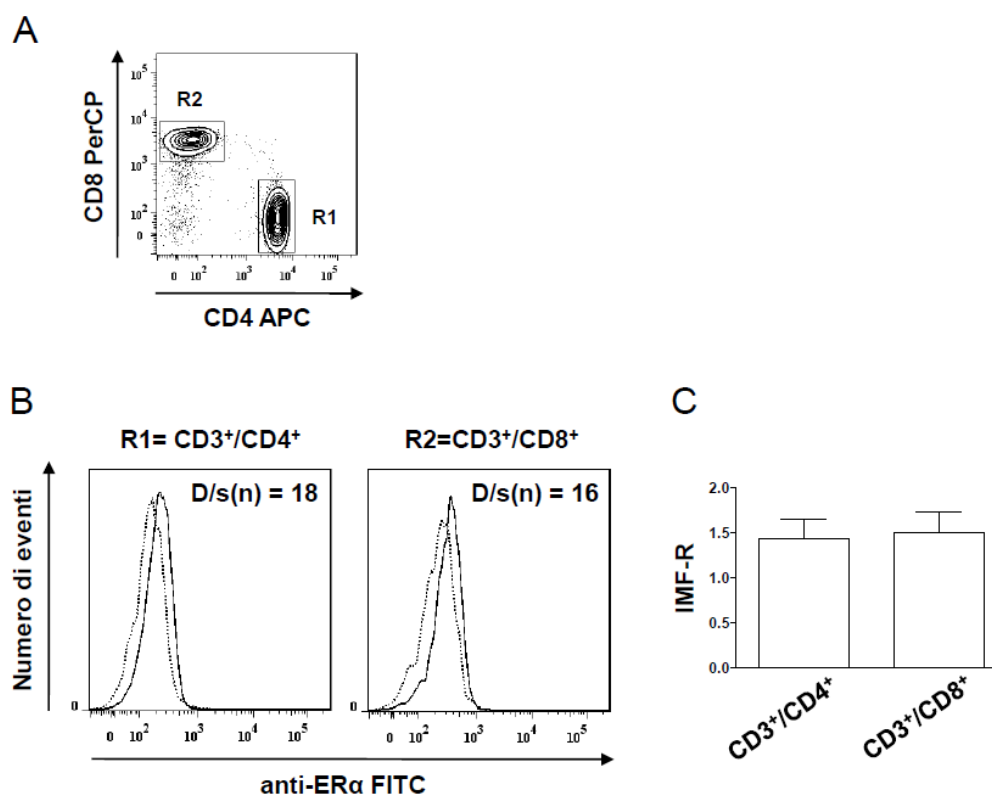 A
CD8 PerCP
10⁵
10⁴
10³
10²
0
R2
R1
0 10² 10³ 10⁴ 10⁵
CD4 APC
B
R1= CD3⁺/CD4⁺
R2=CD3⁺/CD8⁺
Numero di eventi
D/s(n) = 18
D/s(n) = 16
0
0
0 10² 10³ 10⁴ 10⁵
0 10² 10³ 10⁴ 10⁵
anti-ERα FITC
C
IMF-R
2.0
1.5
1.0
0.5
0.0
CD3⁺/CD4⁺
CD3⁺/CD8⁺